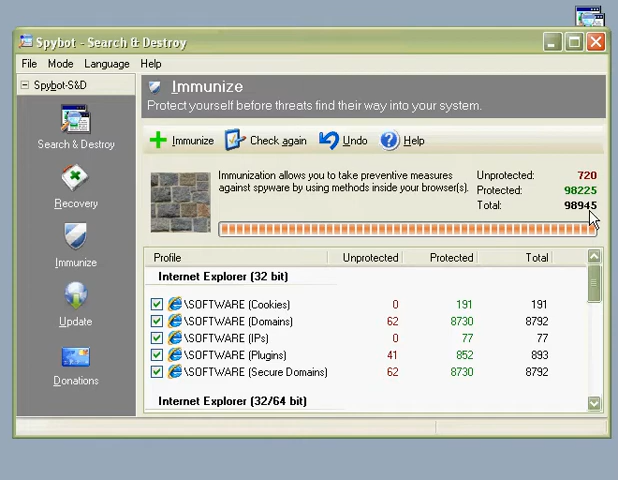 Spybot - Search & Destroy
File Mode Language Help
Spybot-S&D
Immunize
Protect yourself before threats find their way into your system.
Search & Destroy
Recovery
Immunize
Update
Donations
Immunize Check again Undo Help
Immunization allows you to take preventive measures
against spyware by using methods inside your browser(s).
Unprotected: 720
Protected: 98225
Total: 98945
Profile Unprotected Protected Total
Internet Explorer (32 bit)
\SOFTWARE (Cookies) 0 191 191
\SOFTWARE (Domains) 62 8730 8792
\SOFTWARE (IPs) 0 77 77
\SOFTWARE (Plugins) 41 852 893
\SOFTWARE (Secure Domains) 62 8730 8792
Internet Explorer (32/64 bit)